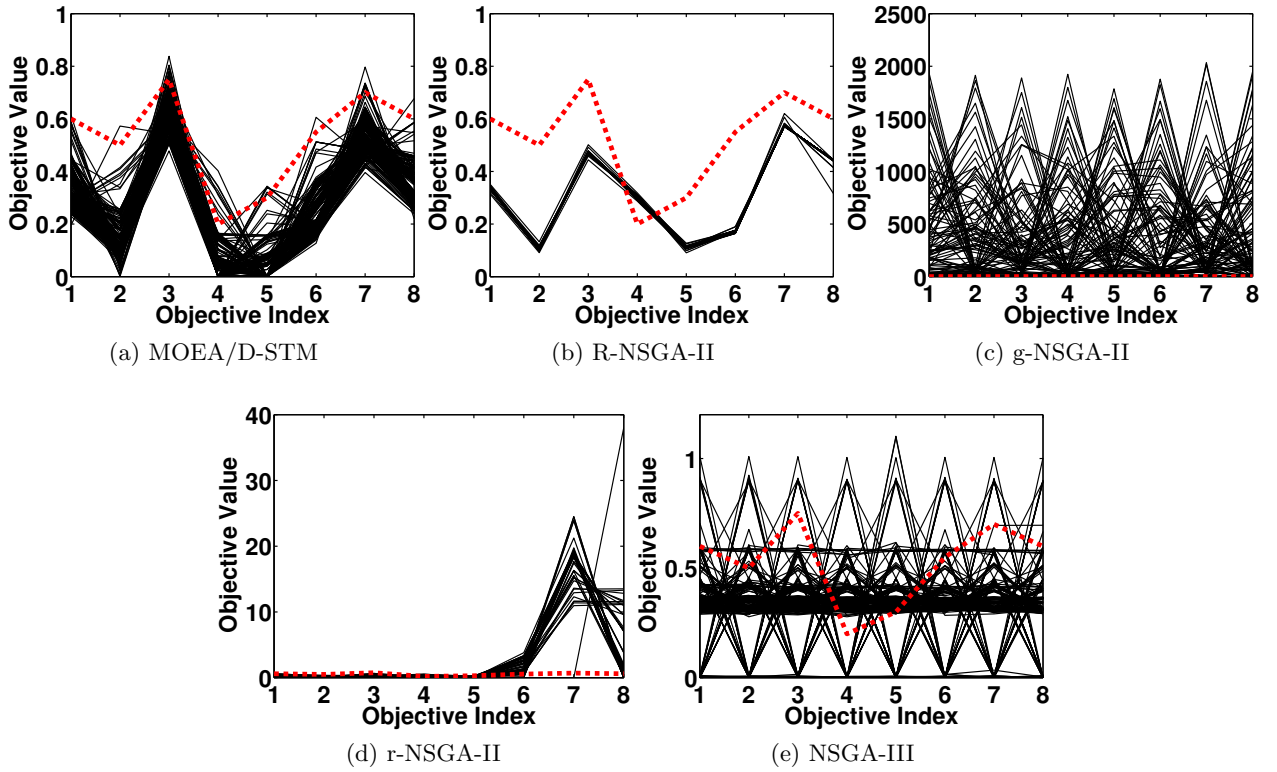 Objective Value
1
0.8
0.6
0.4
0.2
0
1 2 3 4 5 6 7 8
Objective Index
(a) MOEA/D-STM
Objective Value
1
0.8
0.6
0.4
0.2
0
1 2 3 4 5 6 7 8
Objective Index
(b) R-NSGA-II
Objective Value
2500
2000
1500
1000
500
0
1 2 3 4 5 6 7 8
Objective Index
(c) g-NSGA-II
Objective Value
40
30
20
10
0
1 2 3 4 5 6 7 8
Objective Index
(d) r-NSGA-II
Objective Value
1
0.5
0
1 2 3 4 5 6 7 8
Objective Index
(e) NSGA-III